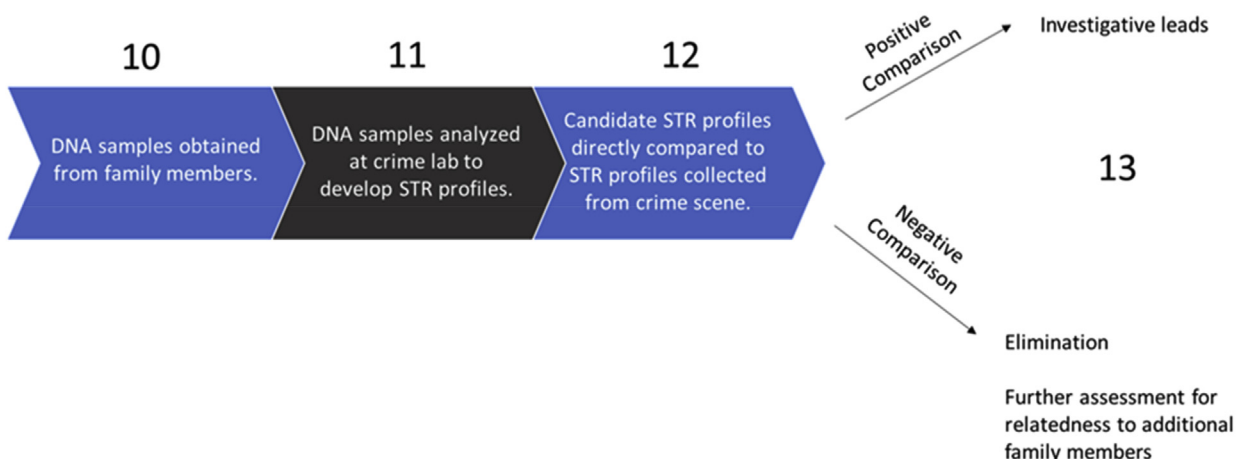 10
DNA samples obtained
from family members.
11
DNA samples analyzed
at crime lab to
develop STR profiles.
12
Candidate STR profiles
directly compared to
STR profiles collected
from crime scene.
Positive
Comparison
Investigative leads
13
Negative
Comparison
Elimination
Further assessment for
relatedness to additional
family members